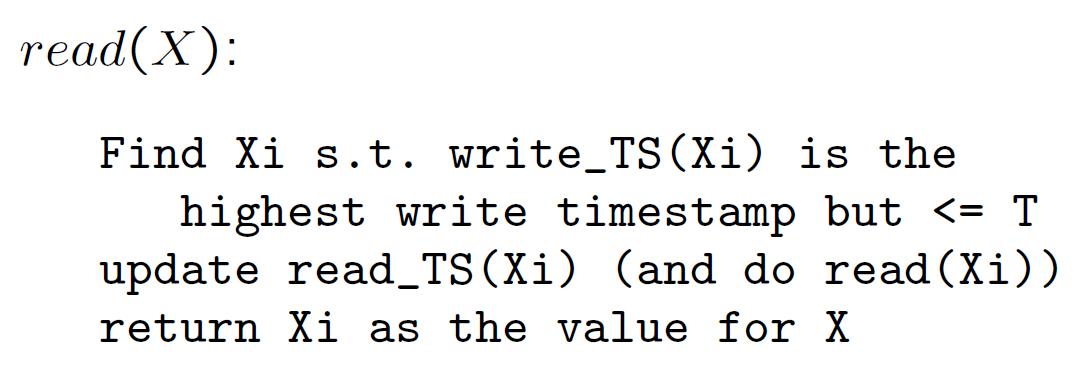 read(X):
Find Xi s.t. write_TS(Xi) is the
highest write timestamp but <= T
update read_TS(Xi) (and do read(Xi))
return Xi as the value for X